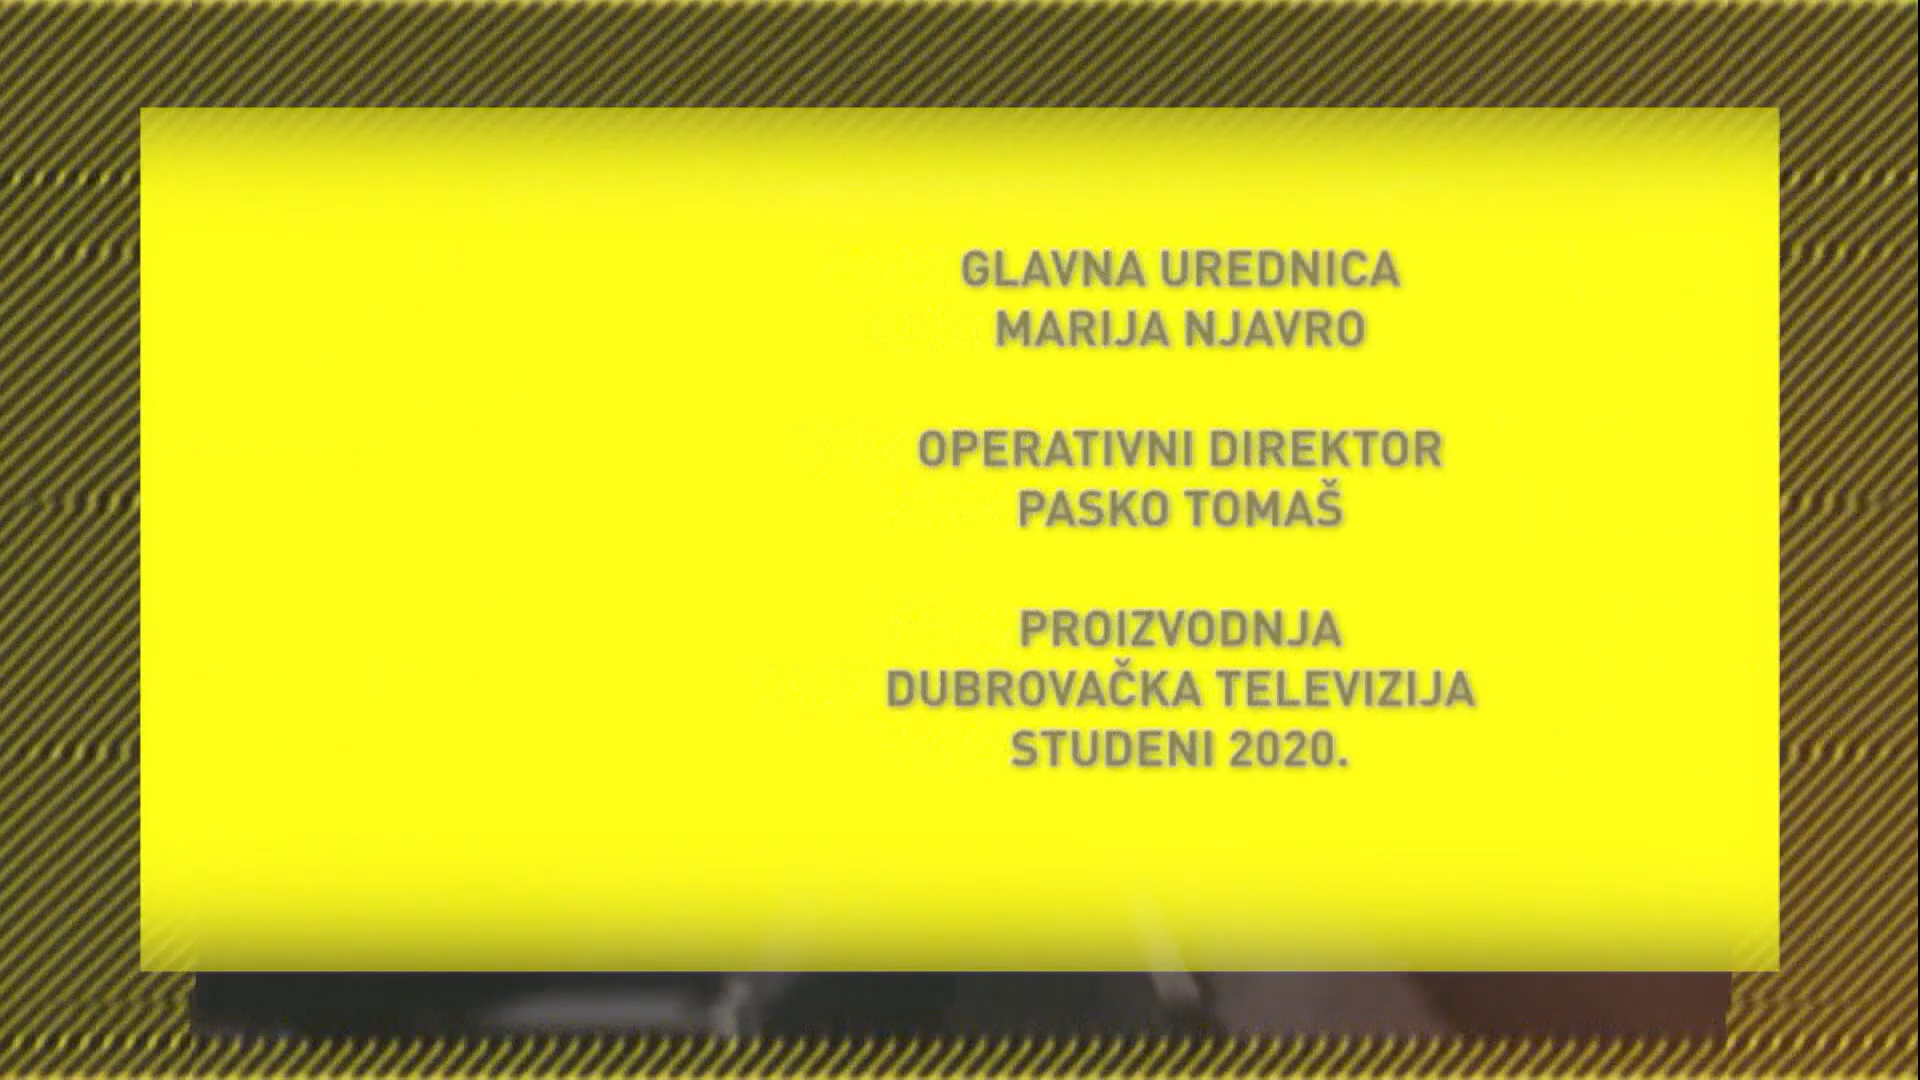 GLAVNA UREDNICA
MARIJA NJAVRO
OPERATIVNI DIREKTOR
PASKO TOMAŠ
PROIZVODNJA
DUBROVAČKA TELEVIZIJA
STUDENI 2020.